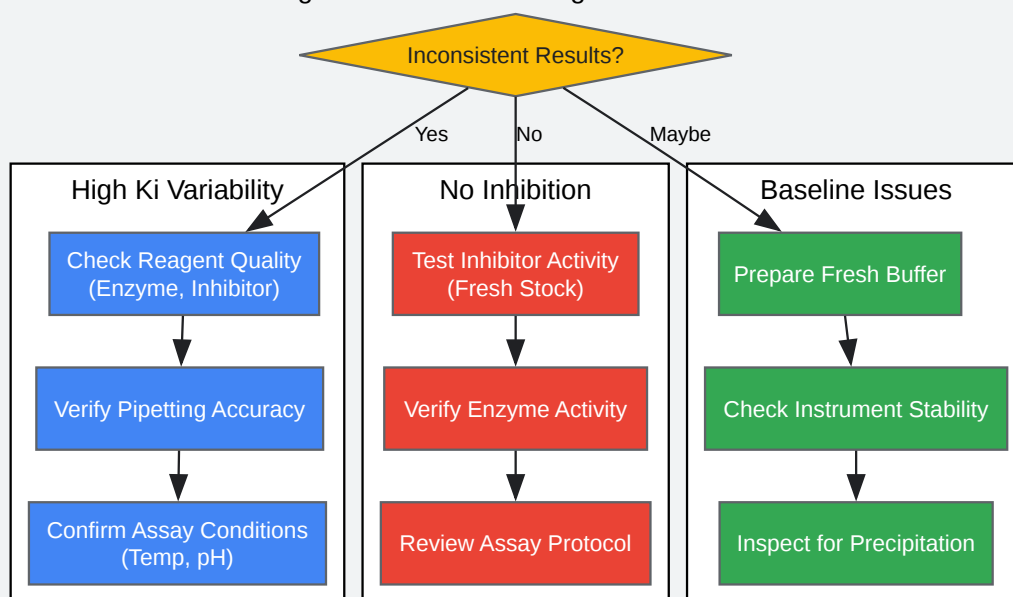 Inconsistent Results?
Yes
No
Maybe
High Ki Variability
Check Reagent Quality
(Enzyme, Inhibitor)
Verify Pipetting Accuracy
Confirm Assay Conditions
(Temp, pH)
No Inhibition
Test Inhibitor Activity
(Fresh Stock)
Verify Enzyme Activity
Review Assay Protocol
Baseline Issues
Prepare Fresh Buffer
Check Instrument Stability
Inspect for Precipitation